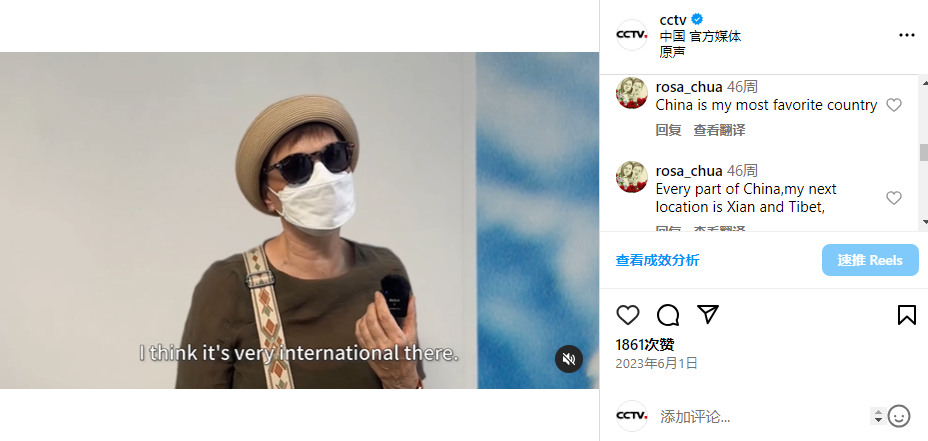 cctv
CCTV.
中国 官方媒体
原声
rosa_chua 46周
China is my most favorite country
回复 查看翻译
rosa_chua 46周
Every part of China,my next
location is Xian and Tibet,
回复 查看翻译
I think it's very international there.
查看成效分析
速推 Reels
1861次赞
2023年6月1日
CCTV.
添加评论...